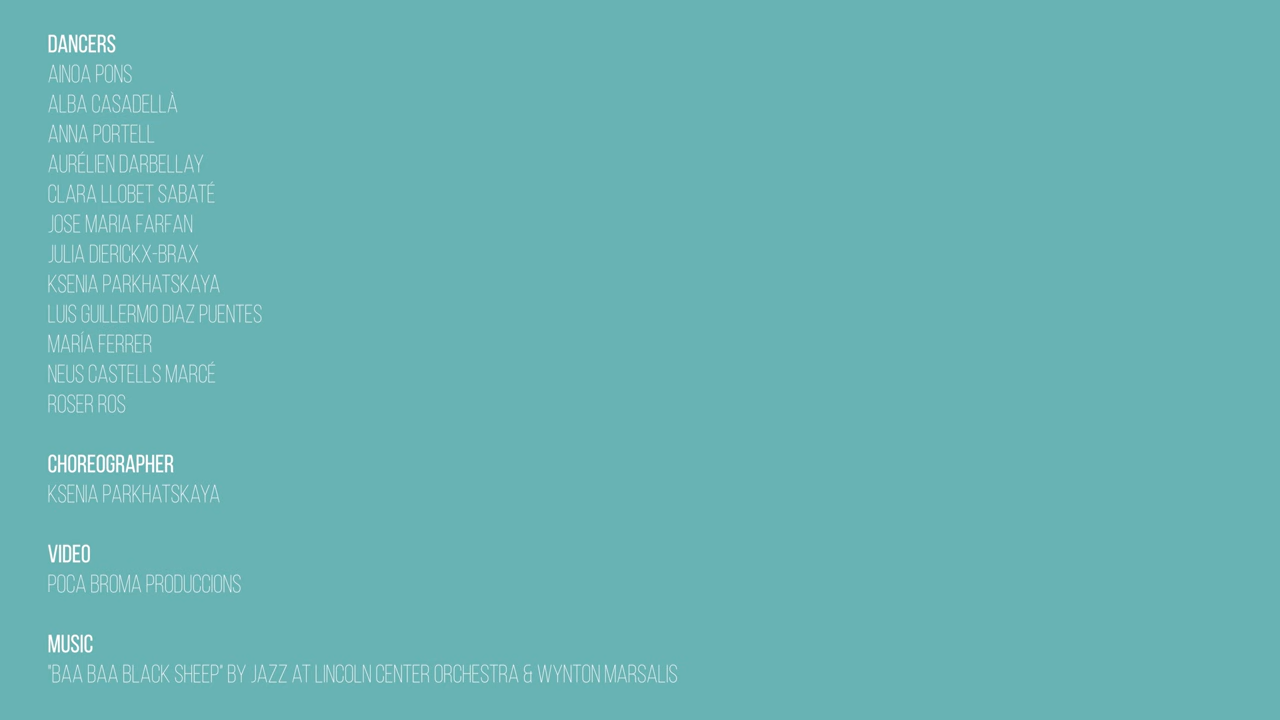 DANCERS
AINOA PONS
ALBA CASADELLÀ
ANNA PORTELL
AURÉLIEN DARBELLAY
CLARA LLOBET SABATÉ
JOSE MARIA FARFAN
JULIA DIERICKX-BRAX
KSENIA PARKHATSKAYA
LUIS GUILLERMO DIAZ PUENTES
MARÍA FERRER
NEUS CASTELLS MARCÉ
ROSER ROS
CHOREOGRAPHER
KSENIA PARKHATSKAYA
VIDEO
POCA BROMA PRODUCCIONS
MUSIC
"BAA BAA BLACK SHEEP" BY JAZZ AT LINCOLN CENTER ORCHESTRA & WYNTON MARSALIS